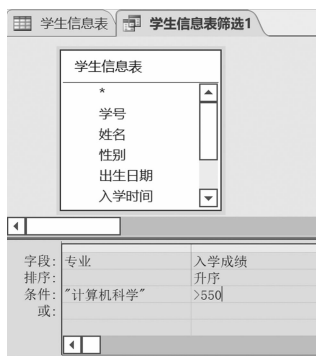 学生信息表 学生信息表筛选1
学生信息表
*
学号
姓名
性别
出生日期
入学时间
字段: 专业 入学成绩
排序: 升序
条件: "计算机科学" >550
或: